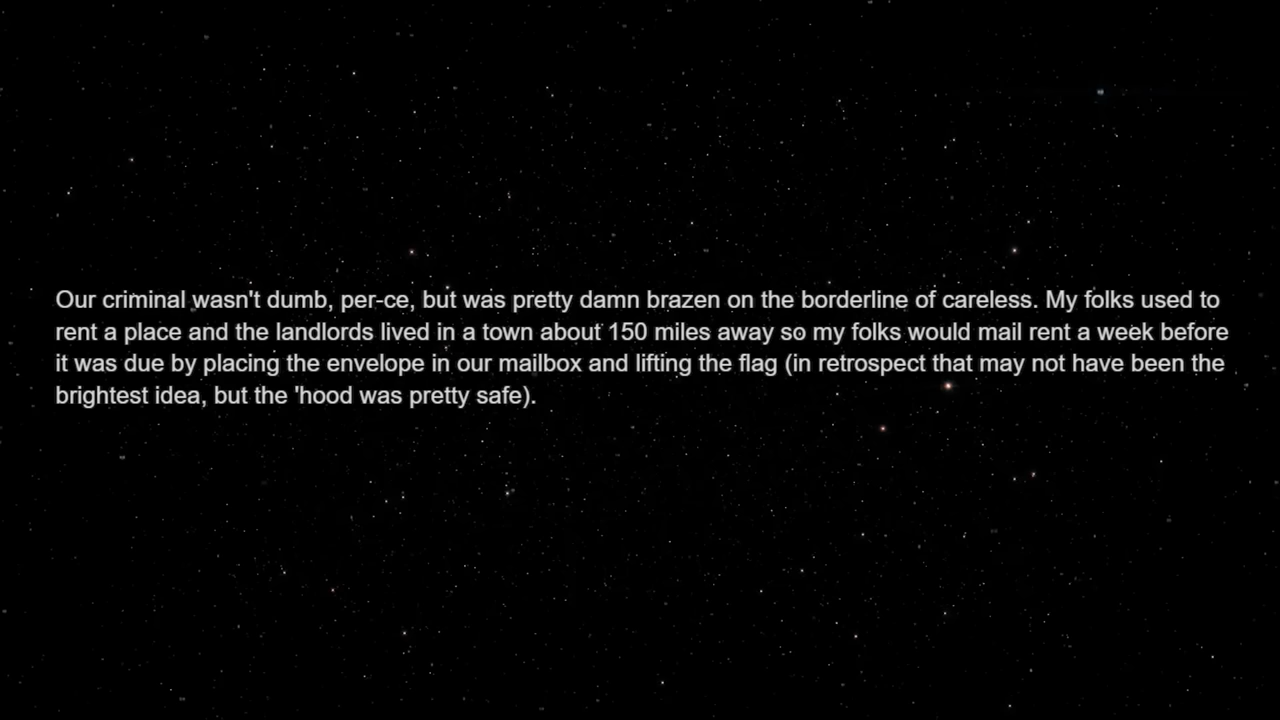 Our criminal wasn't dumb, per-ce, but was pretty damn brazen on the borderline of careless. My folks used to
rent a place and the landlords lived in a town about 150 miles away so my folks would mail rent a week before
it was due by placing the envelope in our mailbox and lifting the flag (in retrospect that may not have been the
brightest idea, but the 'hood was pretty safe).